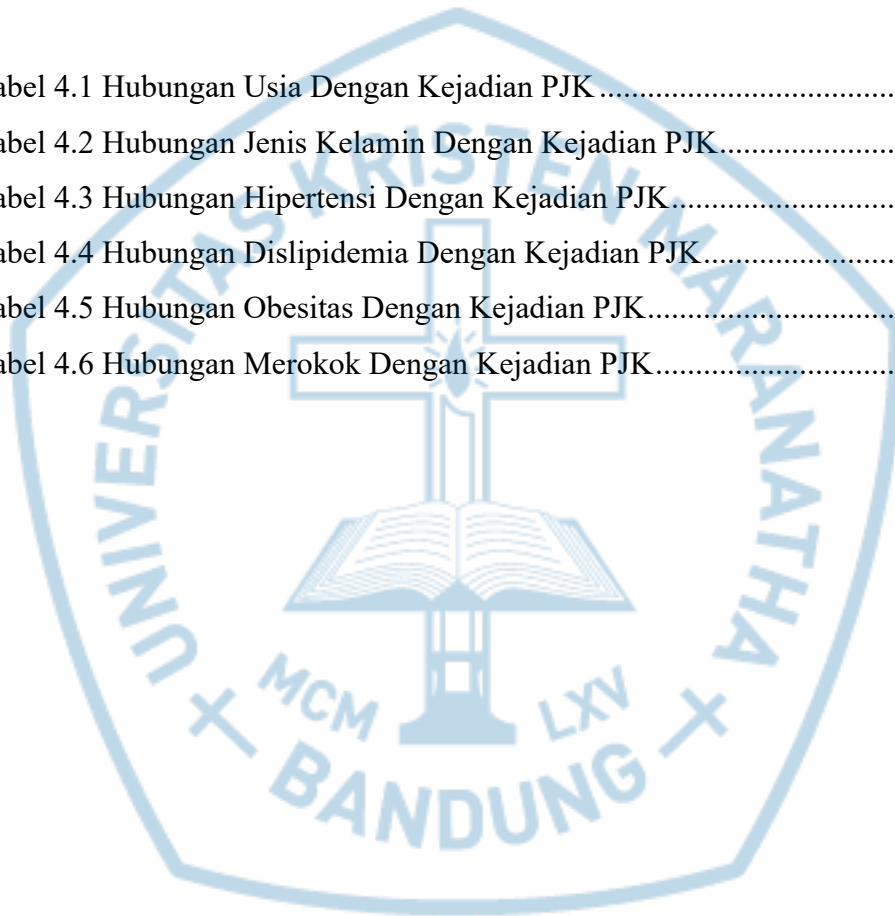 abel 4.1 Hubungan Usia Dengan Kejadian PJK....................................
abel 4.2 Hubungan Jenis Kelamin Dengan Kejadian PJK......................
abel 4.3 Hubungan Hipertensi Dengan Kejadian PJK...........................
abel 4.4 Hubungan Dislipidemia Dengan Kejadian PJK........................
abel 4.5 Hubungan Obesitas Dengan Kejadian PJK..............................
abel 4.6 Hubungan Merokok Dengan Kejadian PJK.............................
UNIVERSITAS KRISTEN MARANATHA
MCM LXV
BANDUNG